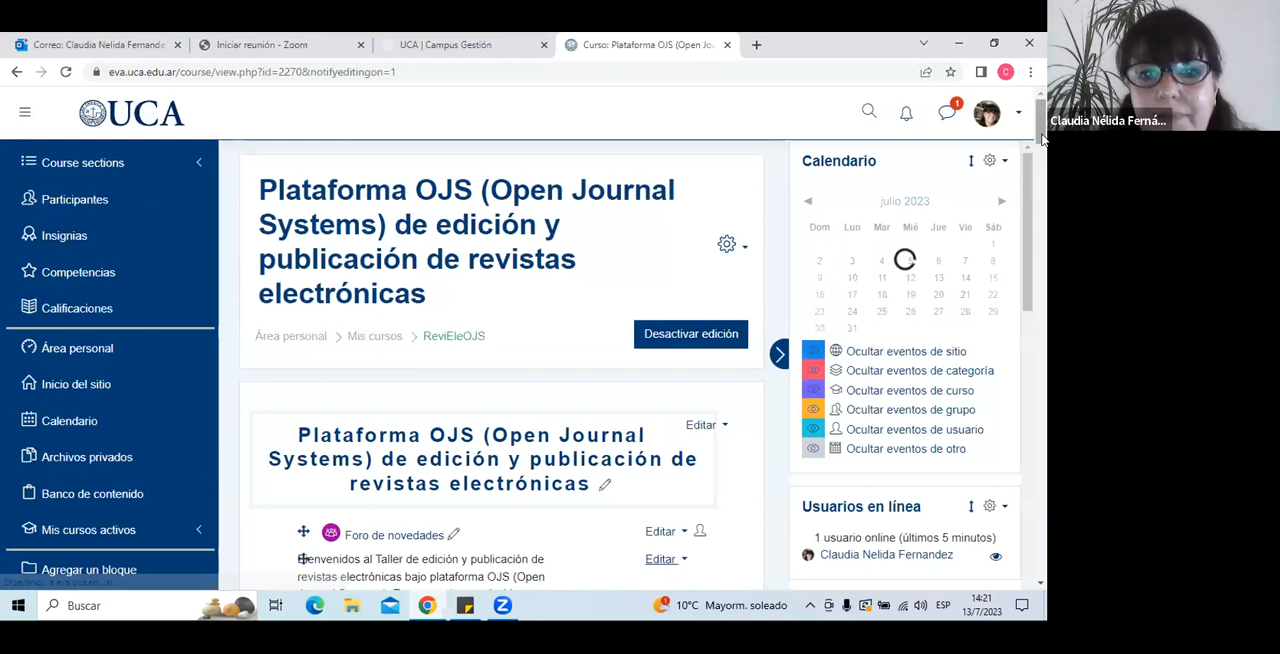 Correo: Claudia Nelida Fernande
Iniciar reunión - Zoom
UCA | Campus Gestión
Curso: Plataforma OJS (Open Jou
eva.uca.edu.ar/course/view.php?id=2270&notifyeditingon=1
C
UCA
1
Claudia Nélida Ferná...
Course sections
Participantes
Insignias
Competencias
Calificaciones
Área personal
Inicio del sitio
Calendario
Archivos privados
Banco de contenido
Mis cursos activos
Agregar un bloque
Plataforma OJS (Open Journal
Systems) de edición y
publicación de revistas
electrónicas
Área personal
Mis cursos
ReviEleOJS
Desactivar edición
Editar
Plataforma OJS (Open Journal
Systems) de edición y publicación de
revistas electrónicas
Foro de novedades
Editar
Bienvenidos al Taller de edición y publicación de
revistas electrónicas bajo plataforma OJS (Open
Editar
Calendario
julio 2023
Dom Lun Mar Mié Jue Vie Sáb
1
2 3 4 6 7 8
9 10 11 12 13 14 15
16 17 18 19 20 21 22
23 24 25 26 27 28 29
30 31
Ocultar eventos de sitio
Ocultar eventos de categoría
Ocultar eventos de curso
Ocultar eventos de grupo
Ocultar eventos de usuario
Ocultar eventos de otro
Usuarios en línea
1 usuario online (últimos 5 minutos)
Claudia Nelida Fernandez
Buscar
10°C Mayorm. soleado
ESP
14:21
13/7/2023